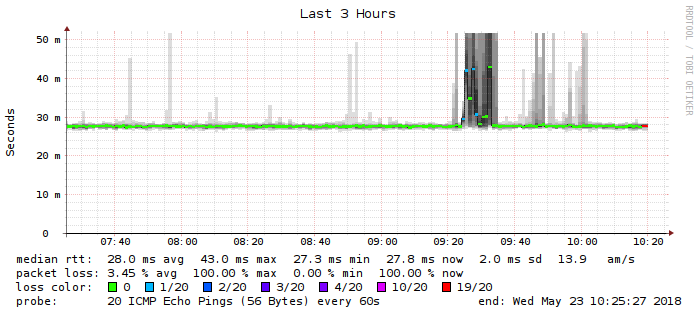 Last 3 Hours
RRDTOOL / TOBI OETIKER
Seconds
50 m
40 m
30 m
20 m
10 m
0
07:40 08:00 08:20 08:40 09:00 09:20 09:40 10:00 10:20
median rtt: 28.0 ms avg 43.0 ms max 27.3 ms min 27.8 ms now 2.0 ms sd 13.9 am/s
packet loss: 3.45 % avg 100.00 % max 0.00 % min 100.00 % now
loss color: 0 1/20 2/20 3/20 4/20 10/20 19/20
probe: 20 ICMP Echo Pings (56 Bytes) every 60s end: Wed May 23 10:25:27 2018